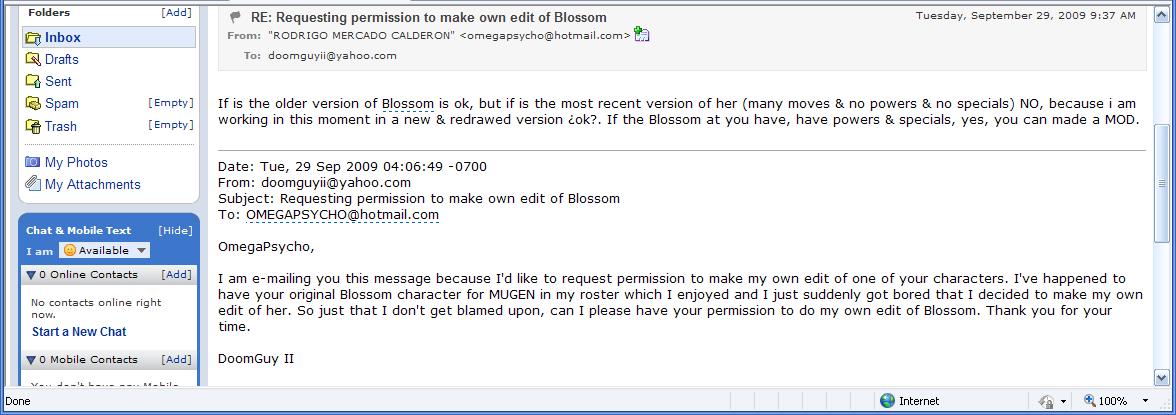 Folders [Add]
Inbox
Drafts
Sent
Spam [Empty]
Trash [Empty]
My Photos
My Attachments
Chat & Mobile Text [Hide]
I am Available
0 Online Contacts [Add]
No contacts online right
now.
Start a New Chat
0 Mobile Contacts [Add]
You don't have any Mobile
RE: Requesting permission to make own edit of Blossom
Tuesday, September 29, 2009 9:37 AM
From: "RODRIGO MERCADO CALDERON" <omegapsycho@hotmail.com>
To: doomguyii@yahoo.com
If is the older version of Blossom is ok, but if is the most recent version of her (many moves & no powers & no specials) NO, because i am
working in this moment in a new & redrawed version ¿ok?. If the Blossom at you have, have powers & specials, yes, you can made a MOD.
Date: Tue, 29 Sep 2009 04:06:49 -0700
From: doomguyii@yahoo.com
Subject: Requesting permission to make own edit of Blossom
To: OMEGAPSYCHO@hotmail.com
OmegaPsycho,
I am e-mailing you this message because I'd like to request permission to make my own edit of one of your characters. I've happened to
have your original Blossom character for MUGEN in my roster which I enjoyed and I just suddenly got bored that I decided to make my own
edit of her. So just that I don't get blamed upon, can I please have your permission to do my own edit of Blossom. Thank you for your
time.
DoomGuy II
Done
Internet
100%